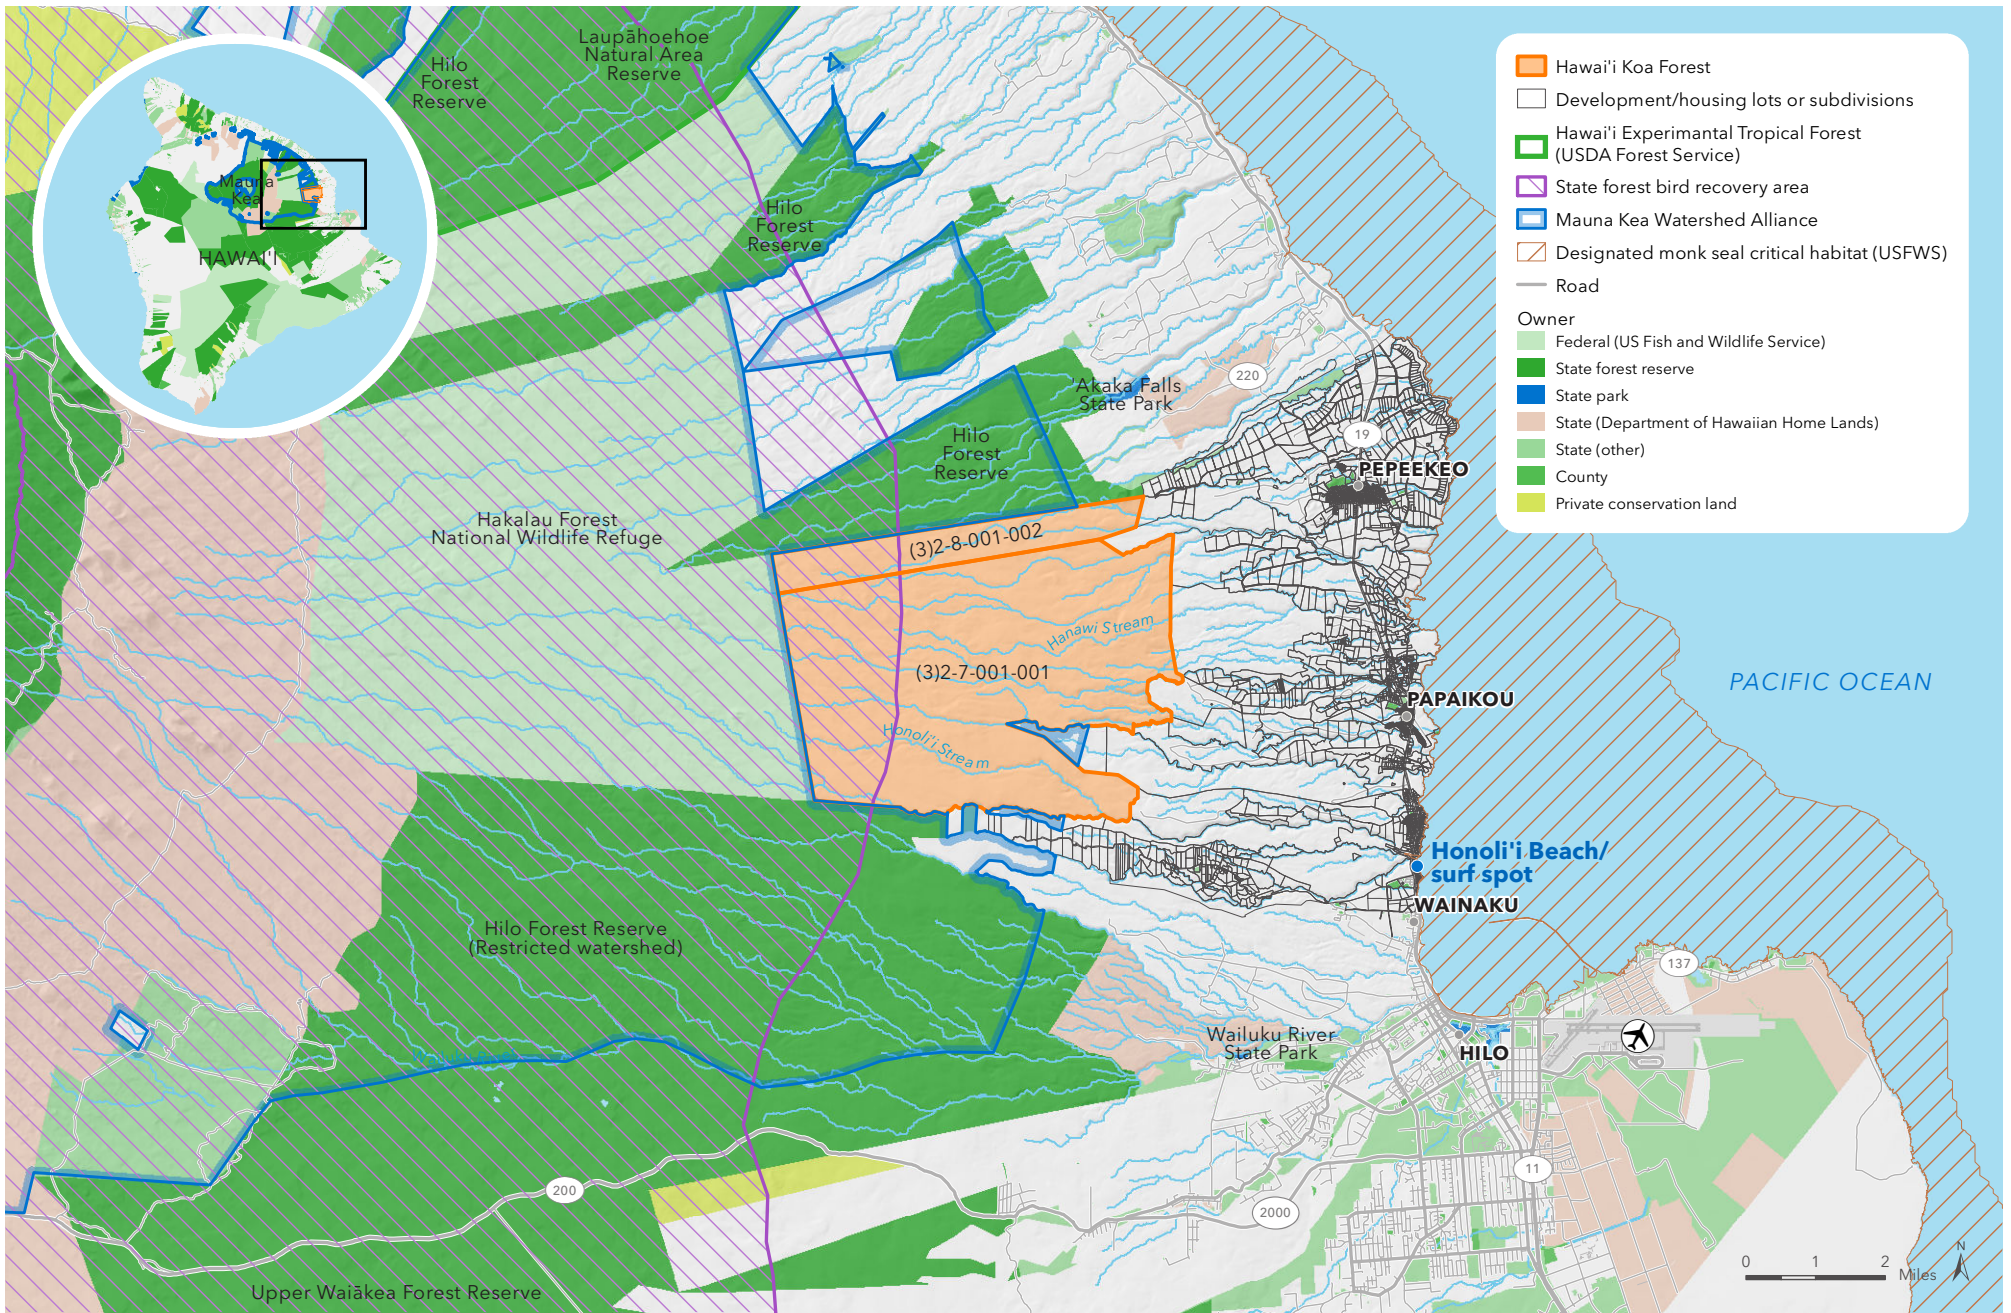 Laupāhoehoe
Natural Area
Reserve
Hilo
Forest
Reserve
Mauna
Kea
HAWAI'I
Hilo
Forest
Reserve
'Akaka Falls
State Park
220
19
Hilo
Forest
Reserve
PEPEEKEO
Hakalau Forest
National Wildlife Refuge
(3)2-8-001-002
Hanawi Stream
(3)2-7-001-001
PAPAIKOU
PACIFIC OCEAN
Honoli'i Stream
Honoli'i Beach/
surf spot
WAINAKU
Hilo Forest Reserve
(Restricted watershed)
137
Wailuku River
State Park
HILO
11
200
2000
Upper Waiākea Forest Reserve
Hawai'i Koa Forest
Development/housing lots or subdivisions
Hawai'i Experimantal Tropical Forest
(USDA Forest Service)
State forest bird recovery area
Mauna Kea Watershed Alliance
Designated monk seal critical habitat (USFWS)
Road
Owner
Federal (US Fish and Wildlife Service)
State forest reserve
State park
State (Department of Hawaiian Home Lands)
State (other)
County
Private conservation land
0 1 2
Miles
N